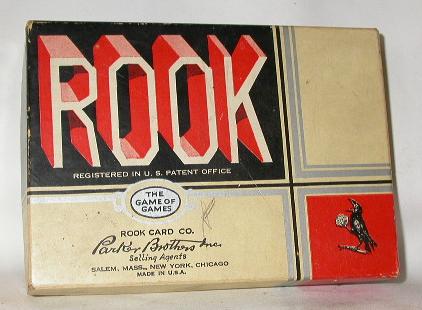 ROOK
REGISTERED IN U.S. PATENT OFFICE
THE
GAME OF
GAMES
ROOK CARD CO.
Parker Brothers Inc.
Selling Agents
SALEM, MASS., NEW YORK, CHICAGO
MADE IN U.S.A.